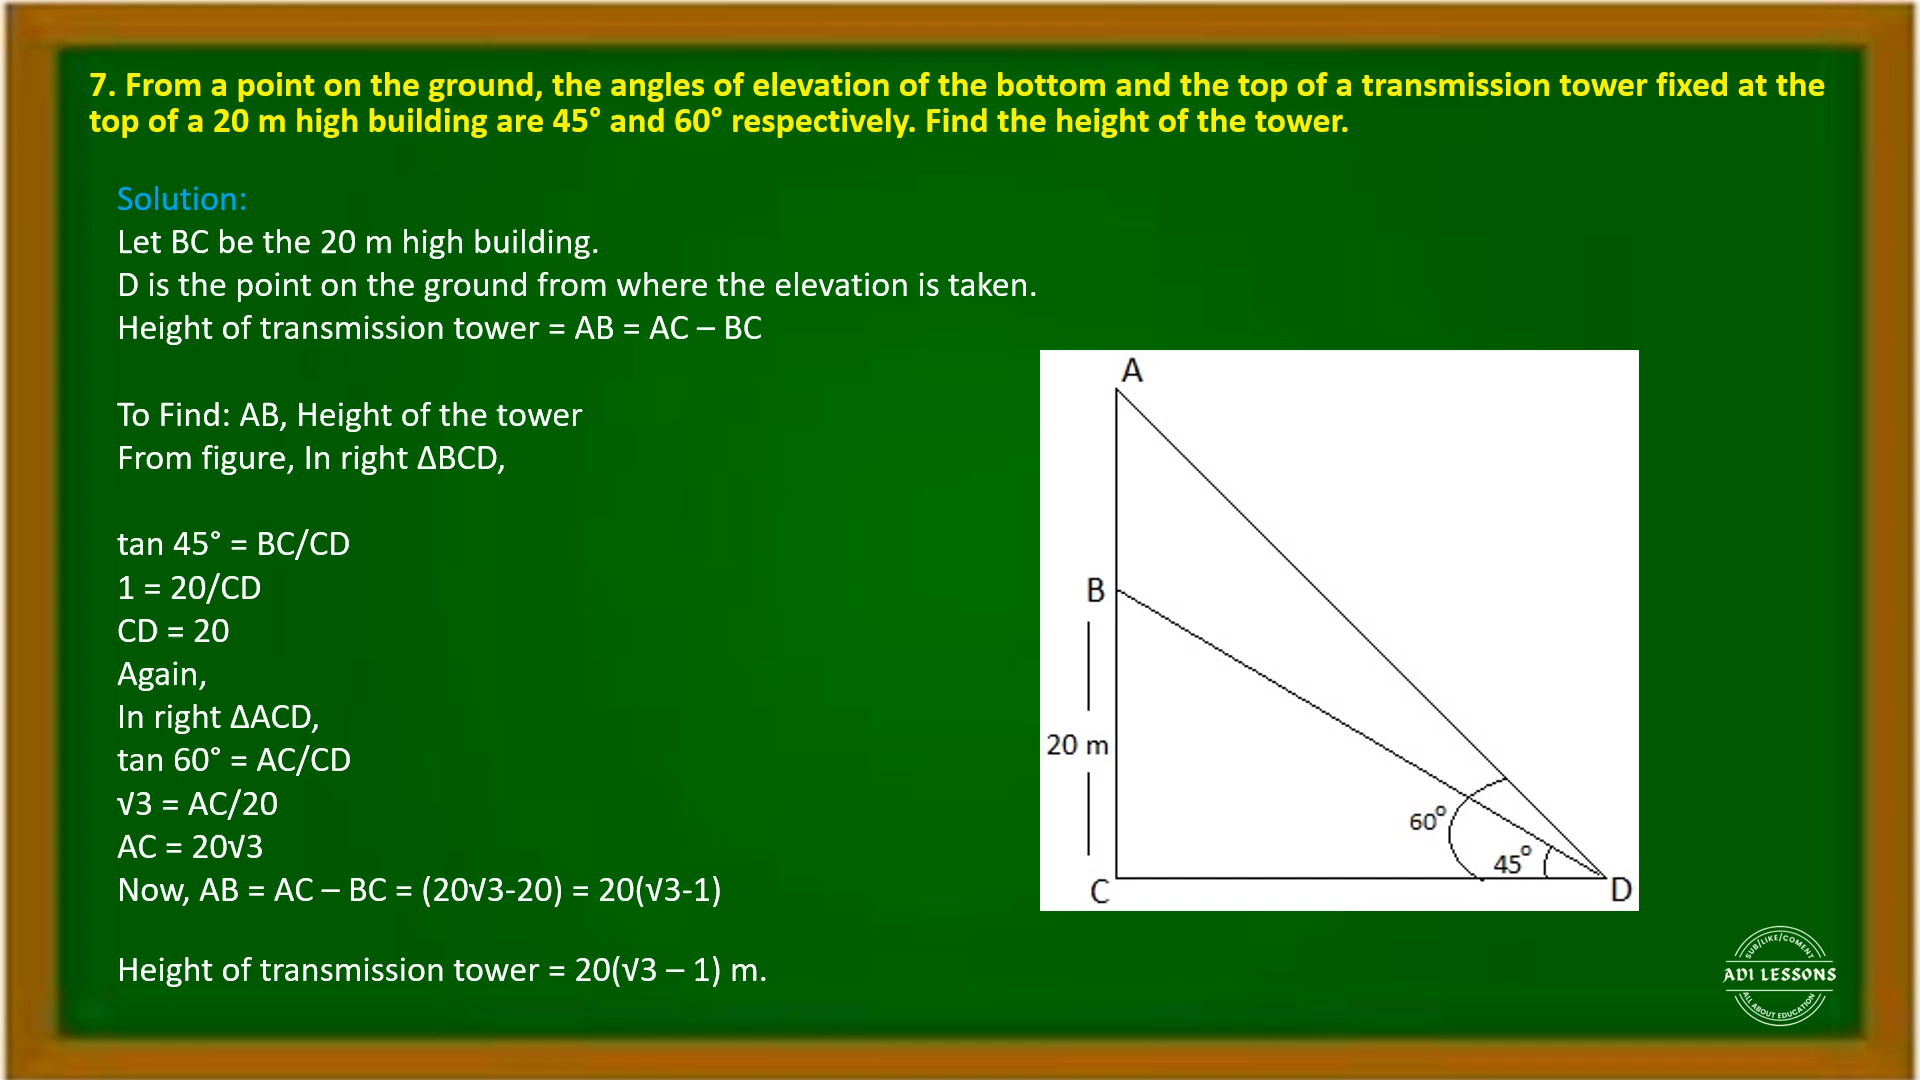 7. From a point on the ground, the angles of elevation of the bottom and the top of a transmission tower fixed at the
top of a 20 m high building are 45° and 60° respectively. Find the height of the tower.
Solution:
Let BC be the 20 m high building.
D is the point on the ground from where the elevation is taken.
Height of transmission tower = AB = AC – BC
To Find: AB, Height of the tower
From figure, In right ΔBCD,
tan 45° = BC/CD
1 = 20/CD
CD = 20
Again,
In right ΔACD,
tan 60° = AC/CD
√3 = AC/20
AC = 20√3
Now, AB = AC – BC = (20√3-20) = 20(√3-1)
Height of transmission tower = 20(√3 – 1) m.
A
B
20 m
60°
45°
C
D
SUB/LIKE/COMENT
ADI LESSONS
ALL ABOUT EDUCATION